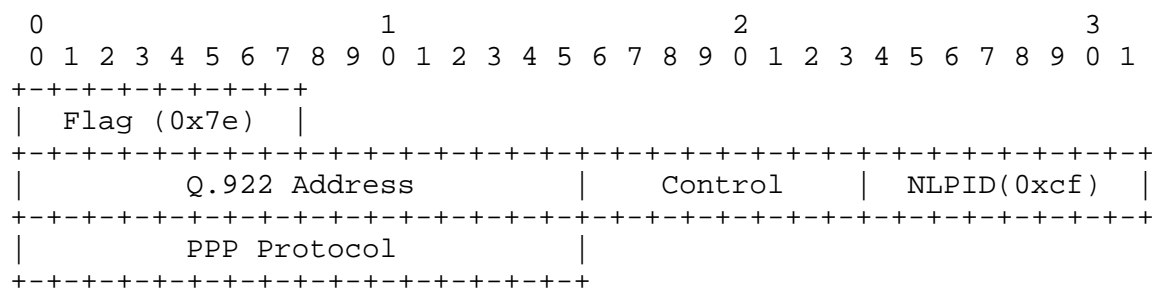 0                   1                   2                   3
 0 1 2 3 4 5 6 7 8 9 0 1 2 3 4 5 6 7 8 9 0 1 2 3 4 5 6 7 8 9 0 1
+-+-+-+-+-+-+-+-+
|  Flag (0x7e)  |
+-+-+-+-+-+-+-+-+-+-+-+-+-+-+-+-+-+-+-+-+-+-+-+-+-+-+-+-+-+-+-+-+
|         Q.922 Address         |    Control    |  NLPID(0xcf)  |
+-+-+-+-+-+-+-+-+-+-+-+-+-+-+-+-+-+-+-+-+-+-+-+-+-+-+-+-+-+-+-+-+
|         PPP Protocol          |
+-+-+-+-+-+-+-+-+-+-+-+-+-+-+-+-+